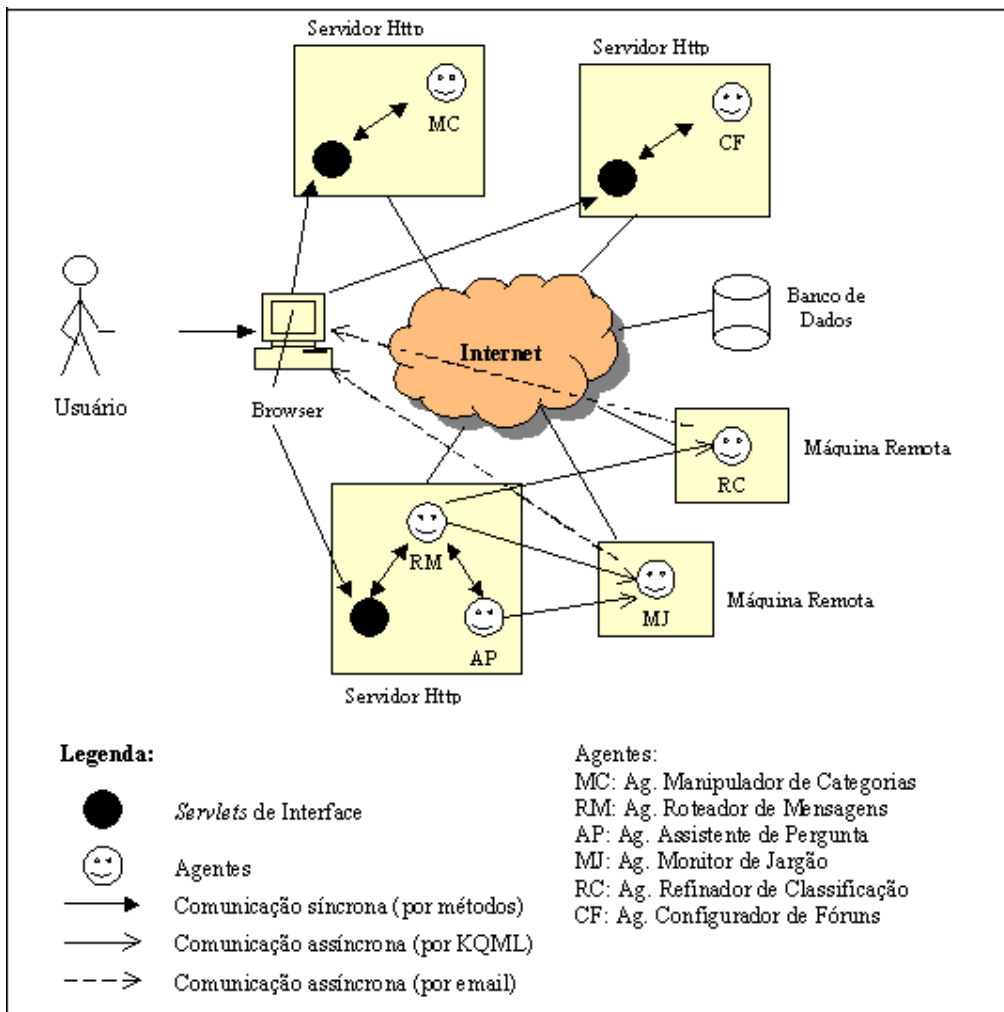 Servidor Http
Servidor Http
MC
CF
Banco de
Dados
Internet
Usuário
Browser
Máquina Remota
RC
RM
Máquina Remota
MJ
AP
Servidor Http
Legenda:
Servlets de Interface
Agentes
Comunicação síncrona (por métodos)
Comunicação assíncrona (por KQML)
Comunicação assíncrona (por email)
Agentes:
MC: Ag. Manipulador de Categorias
RM: Ag. Roteador de Mensagens
AP: Ag. Assistente de Pergunta
MJ: Ag. Monitor de Jargão
RC: Ag. Refinador de Classificação
CF: Ag. Configurador de Fóruns